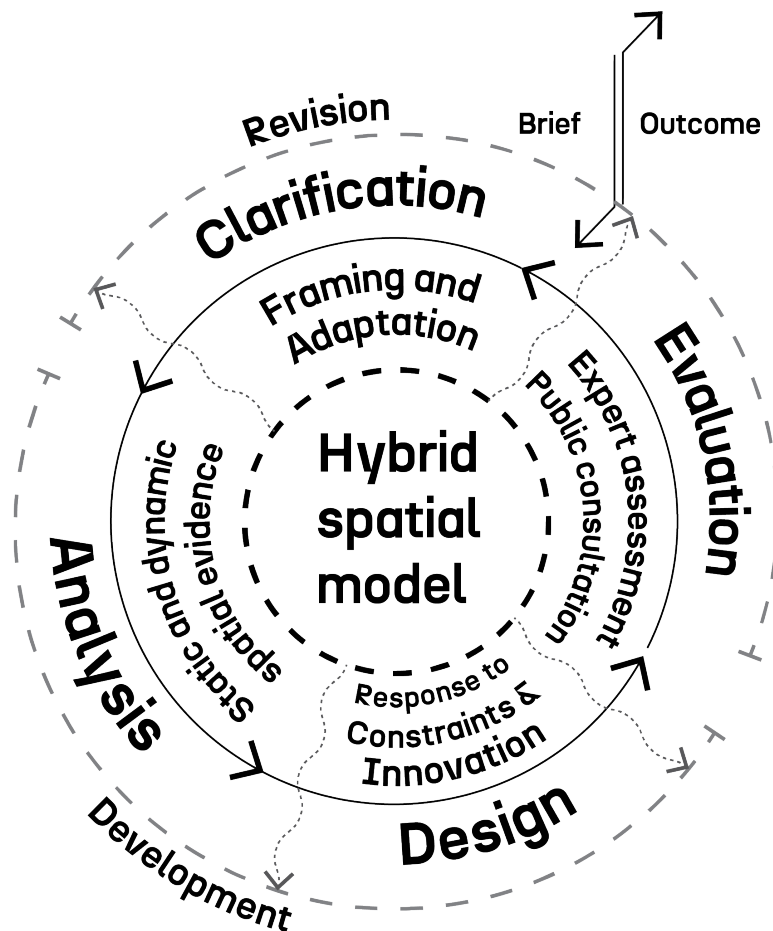 Brief
Outcome
Revision
Clarification
Framing and
Adaptation
Evaluation
Expert assessment
Public consultation
Hybrid
spatial
model
Static and dynamic
spatial evidence
Analysis
Response to
Constraints &
Innovation
Design
Development